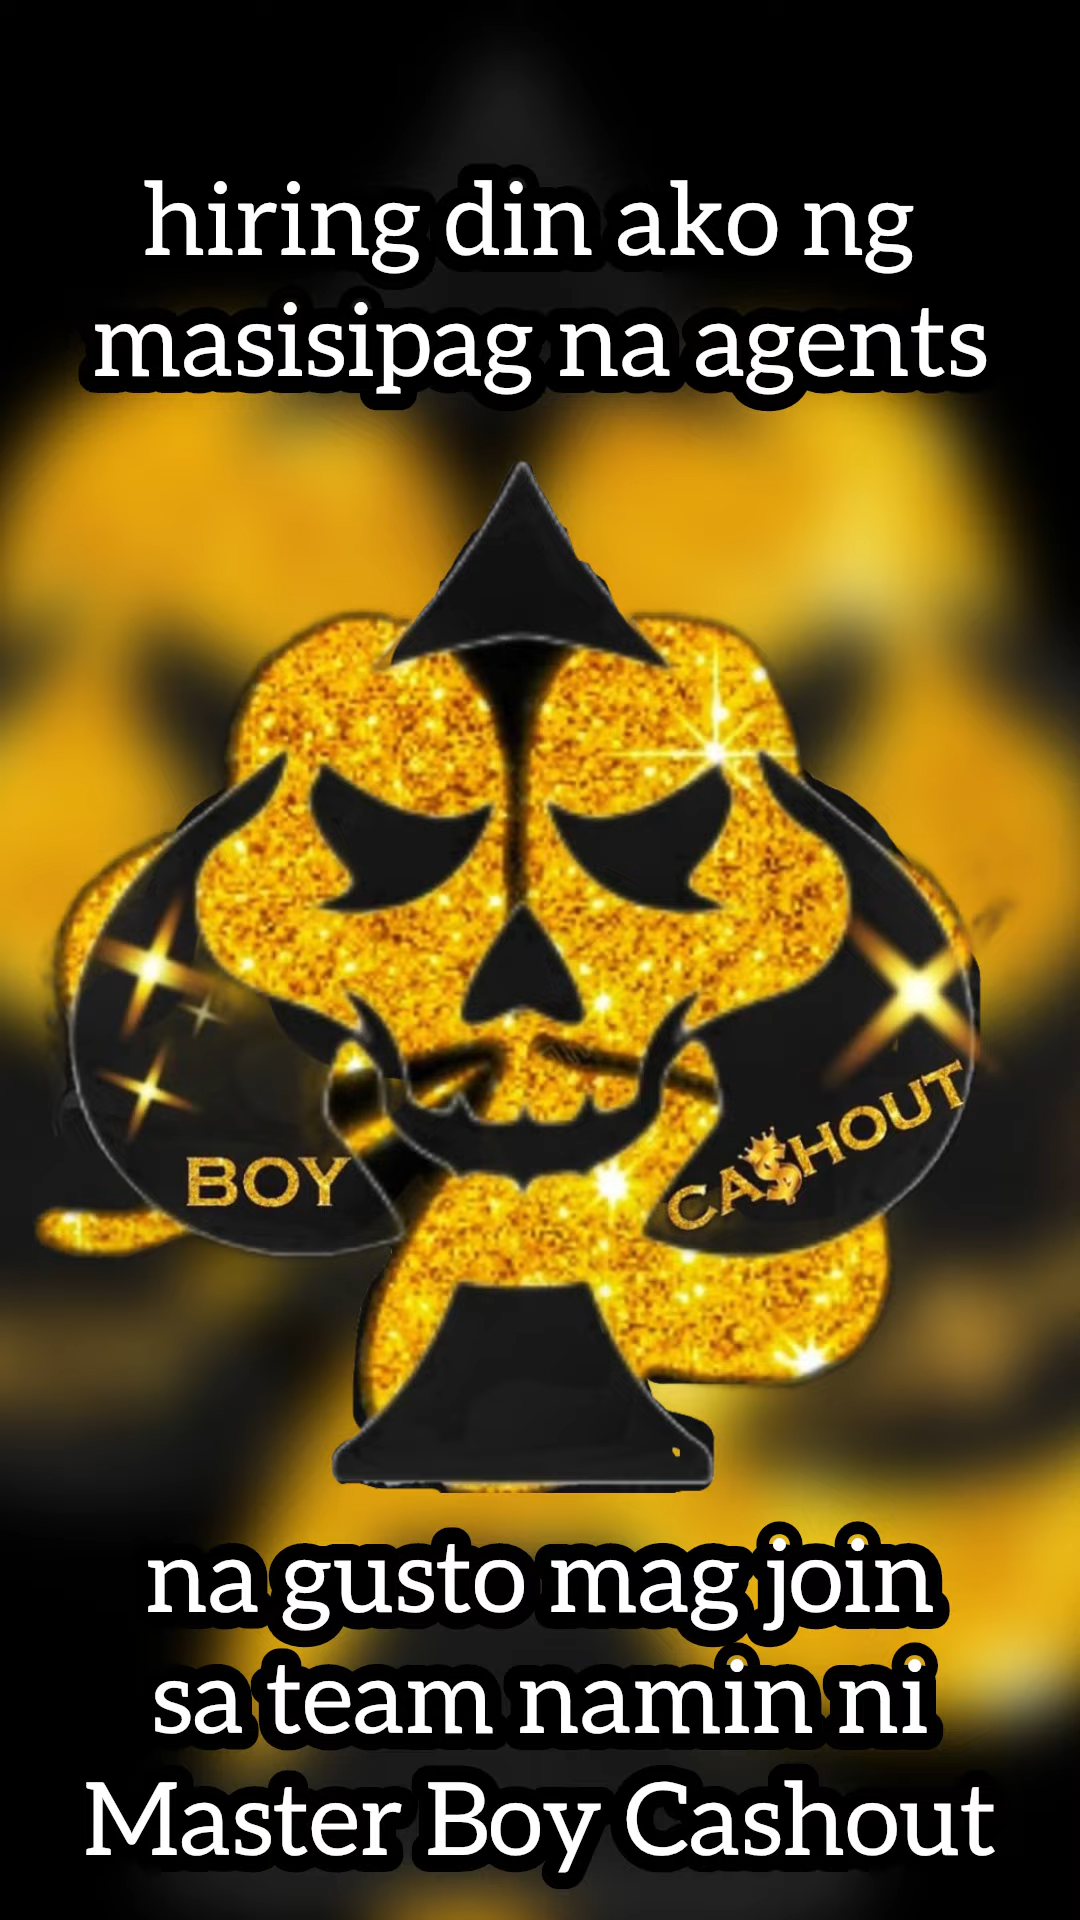 hiring din ako ng
masisipag na agents
BOY
CA$HOUT
na gusto mag join
sa team namin ni
Master Boy Cashout